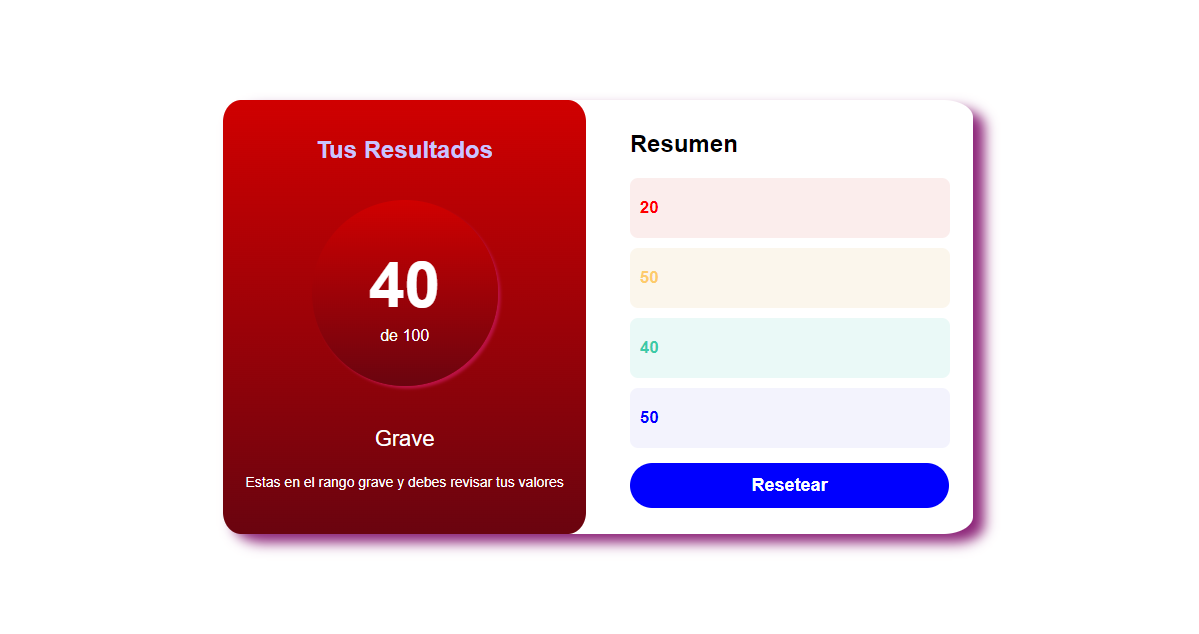 Tus Resultados
40
de 100
Grave
Estas en el rango grave y debes revisar tus valores
Resumen
20
50
40
50
Resetear